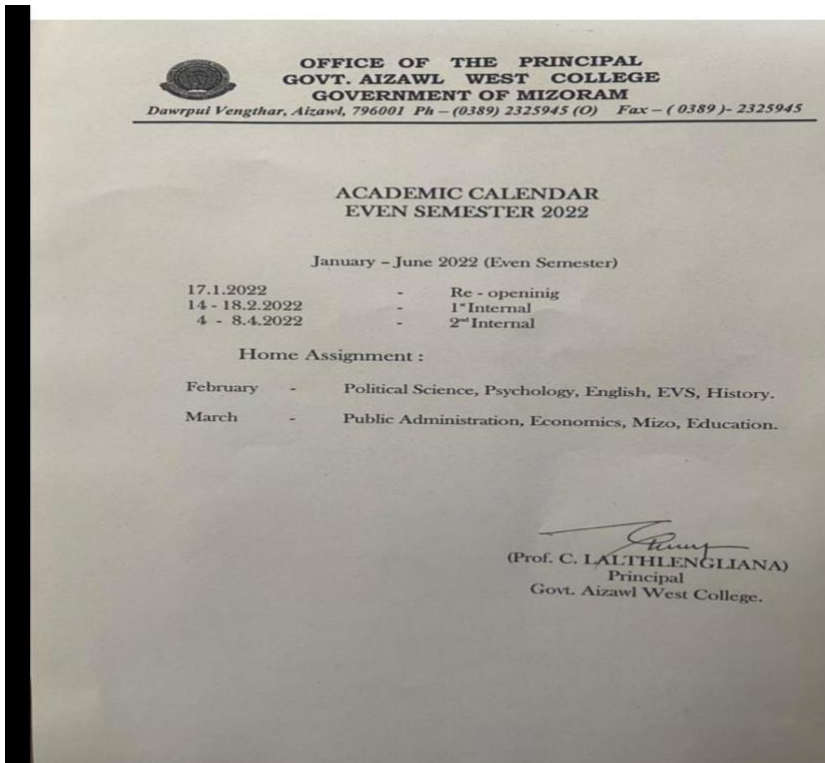 OFFICE OF THE PRINCIPAL
GOVT. AIZAWL WEST COLLEGE
GOVERNMENT OF MIZORAM
Dawrpui Vengthar, Aizawl, 796001 Ph – (0389) 2325945 (O) Fax – ( 0389 )- 2325945
ACADEMIC CALENDAR
EVEN SEMESTER 2022
January – June 2022 (Even Semester)
17.1.2022 - Re - openinig
14 - 18.2.2022 - 1st Internal
4 - 8.4.2022 - 2nd Internal
Home Assignment :
February - Political Science, Psychology, English, EVS, History.
March - Public Administration, Economics, Mizo, Education.
(Prof. C. LALTHLENGLIANA)
Principal
Govt. Aizawl West College.